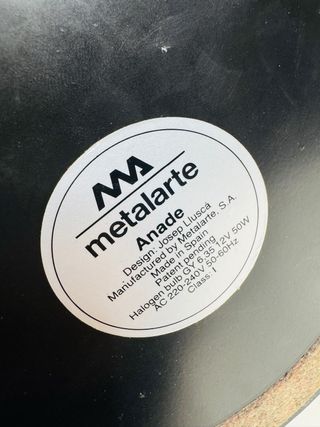 metalarte
Anade
Design: Josep Lluscà
Manufactured by Metalarte, S.A.
Made in Spain
Patent pending
Halogen bulb GY 6,35 12V 50W
AC 220-240V 50-60Hz
Class: I